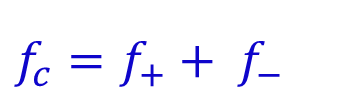 f_c = f_+ + f_−